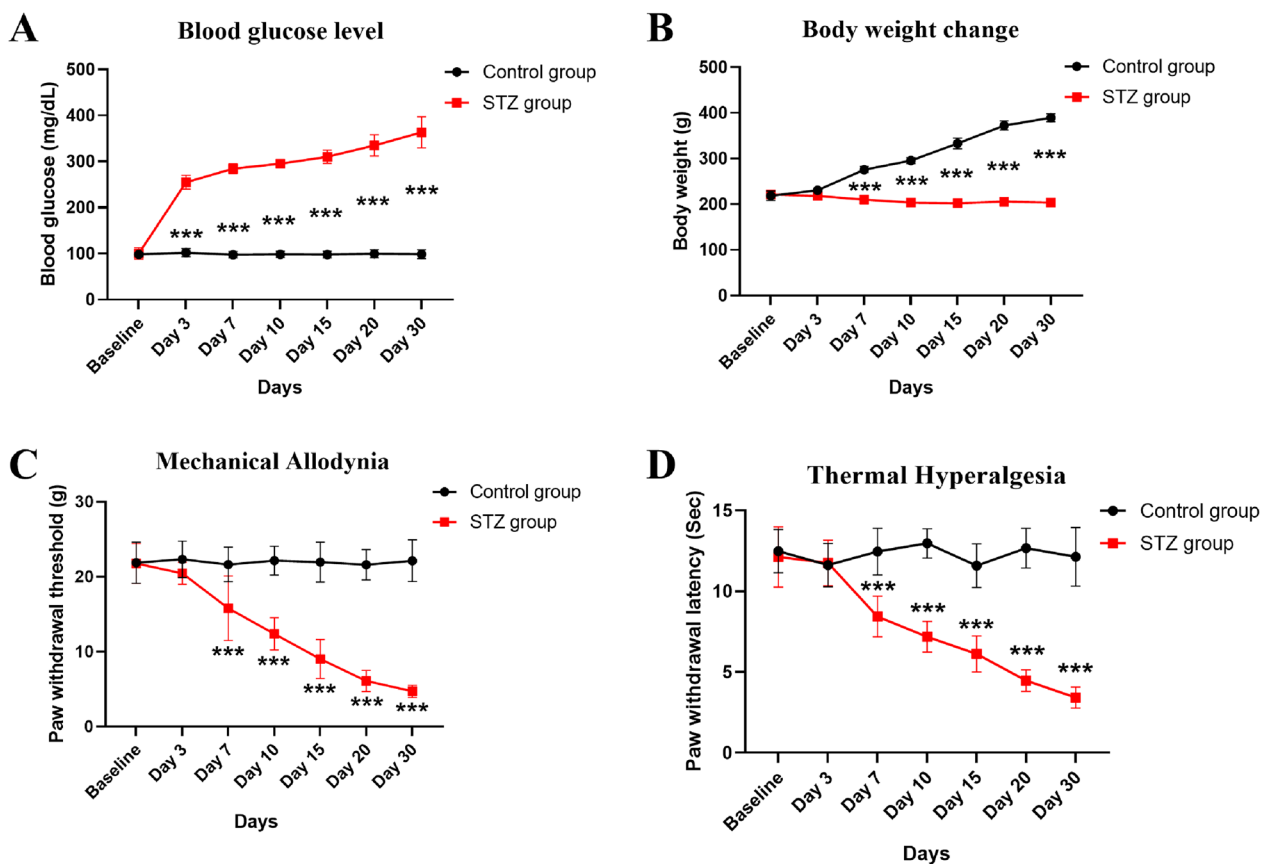 A
Blood glucose level
Blood glucose (mg/dL)
500
400
300
200
100
0
Control group
STZ group
***
***
***
***
***
***
Baseline
Day 3
Day 7
Day 10
Day 15
Day 20
Day 30
Days
B
Body weight change
Body weight (g)
500
400
300
200
100
0
Control group
STZ group
***
***
***
***
***
Baseline
Day 3
Day 7
Day 10
Day 15
Day 20
Day 30
Days
C
Mechanical Allodynia
Paw withdrawal threshold (g)
30
20
10
0
Control group
STZ group
***
***
***
***
***
Baseline
Day 3
Day 7
Day 10
Day 15
Day 20
Day 30
Days
D
Thermal Hyperalgesia
Paw withdrawal latency (Sec)
15
10
5
0
Control group
STZ group
***
***
***
***
***
Baseline
Day 3
Day 7
Day 10
Day 15
Day 20
Day 30
Days